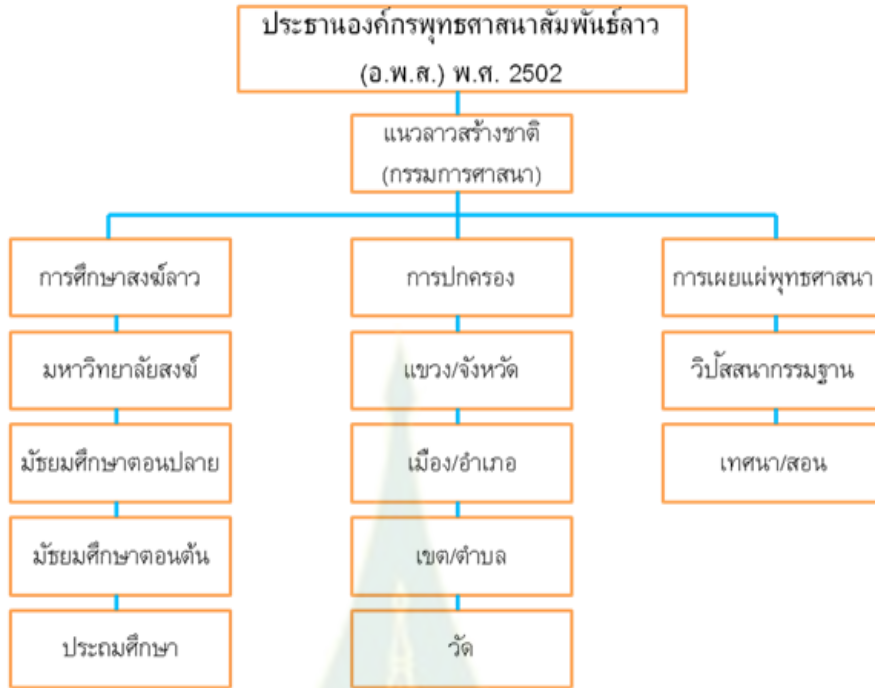 ประธานองค์กรพุทธศาสนาสัมพันธ์ลาว
(อ.พ.ส.) พ.ศ. 2502
แนวลาวสร้างชาติ
(กรรมการศาสนา)
การศึกษาสงฆ์ลาว
มหาวิทยาลัยสงฆ์
มัธยมศึกษาตอนปลาย
มัธยมศึกษาตอนต้น
ประถมศึกษา
การปกครอง
แขวง/จังหวัด
เมือง/อำเภอ
เขต/ตำบล
วัด
การเผยแผ่พุทธศาสนา
วิปัสสนากรรมฐาน
เทศนา/สอน